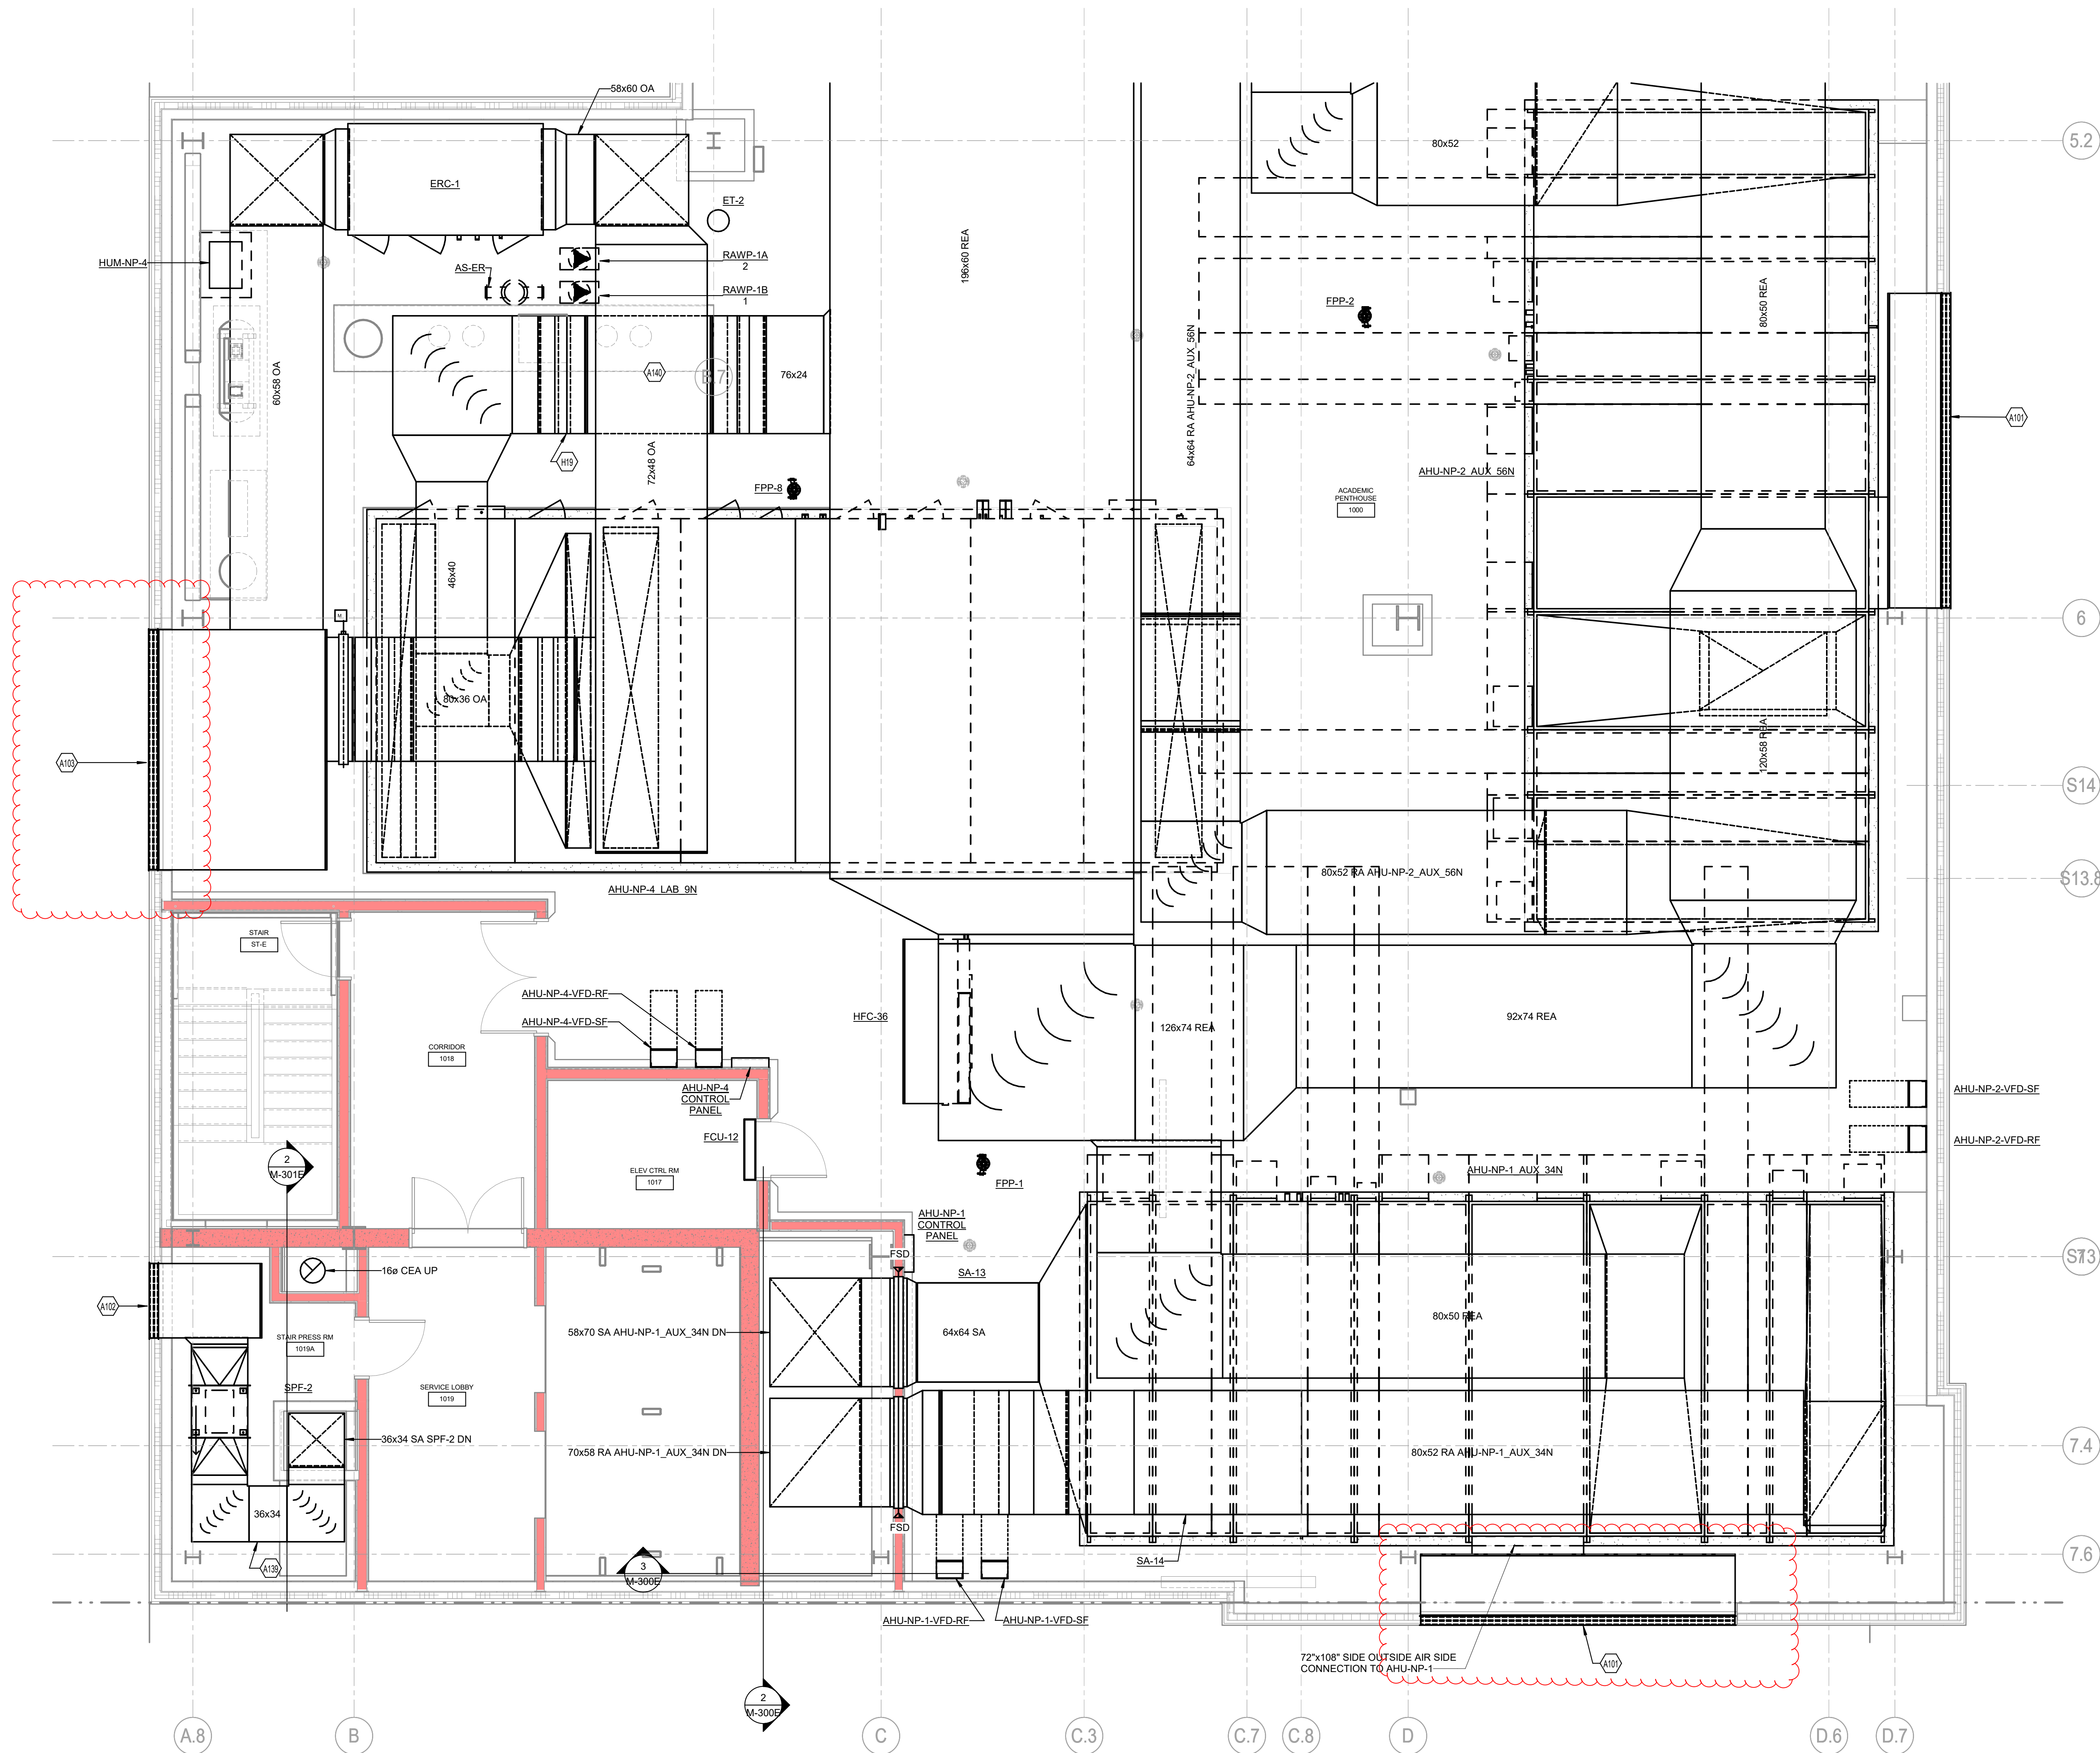 58x60 OA
5.2
80x52
ERC-1
ET-2
HUM-NP-4
AS-ER
RAWP-1A
2
RAWP-1B
1
196x60 REA
FPP-2
80x50 REA
60x58 OA
64x64 RA AHU-NP-2_AUX_56N
A140
76x24
A101
H19
72x48 OA
FPP-8
AHU-NP-2_AUX_56N
ACADEMIC
PENTHOUSE
1000
46x40
M
6
80x36 OA
120x58 REA
A103
S14
80x52 RA AHU-NP-2_AUX_56N
S13.8
AHU-NP-4_LAB_9N
STAIR
ST-E
AHU-NP-4-VFD-RF
AHU-NP-4-VFD-SF
HFC-36
126x74 REA
92x74 REA
CORRIDOR
1018
AHU-NP-4
CONTROL
PANEL
AHU-NP-2-VFD-SF
FCU-12
AHU-NP-2-VFD-RF
2
M-301E
ELEV CTRL RM
1017
FPP-1
AHU-NP-1_AUX_34N
AHU-NP-1
CONTROL
PANEL
FSD
16ø CEA UP
SA-13
A102
58x70 SA AHU-NP-1_AUX_34N DN
64x64 SA
80x50 REA
STAIR PRESS RM
1019A
SPF-2
SERVICE LOBBY
1019
36x34 SA SPF-2 DN
70x58 RA AHU-NP-1_AUX_34N DN
80x52 RA AHU-NP-1_AUX_34N
7.4
36x34
FSD
7.6
A139
3
M-300E
SA-14
AHU-NP-1-VFD-RF
AHU-NP-1-VFD-SF
72"x108" SIDE OUTSIDE AIR SIDE
CONNECTION TO AHU-NP-1
A101
2
M-300E
A.8
B
C
C.3
C.7
C.8
D
D.6
D.7